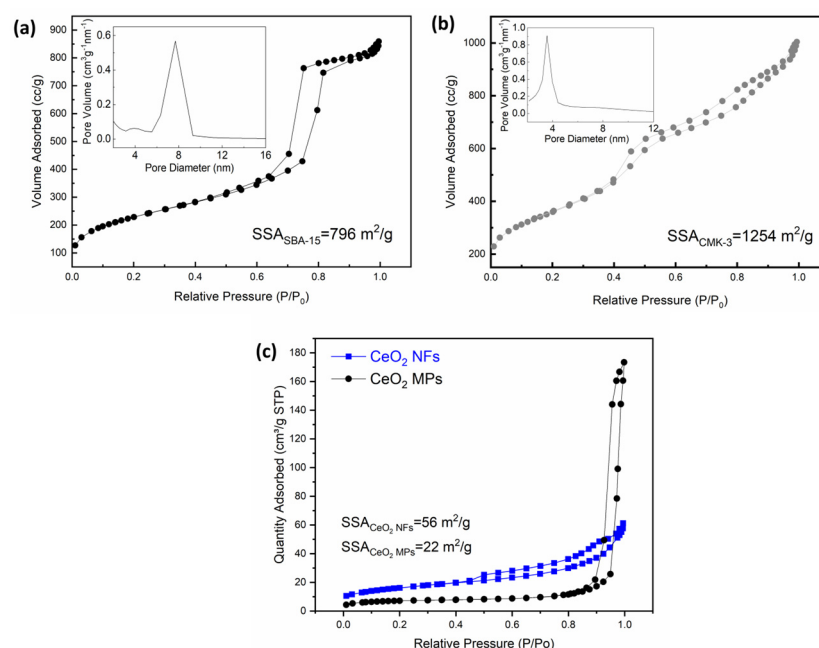 (a)
Volume Adsorbed (cc/g)
900
800
700
600
500
400
300
200
100
0.0 0.2 0.4 0.6 0.8 1.0
Relative Pressure (P/P₀)
Pore Volume (cm³g⁻¹nm⁻¹)
0.6
0.4
0.2
0.0
4 8 12 16
Pore Diameter (nm)
SSA_SBA-15=796 m²/g
(b)
Volume Adsorbed (cc/g)
1000
800
600
400
200
0.0 0.2 0.4 0.6 0.8 1.0
Relative Pressure (P/P₀)
Pore Volume (cm³g⁻¹nm⁻¹)
1.0
0.8
0.6
0.4
0.2
0.0
4 8 12
Pore Diameter (nm)
SSA_CMK-3=1254 m²/g
(c)
CeO₂ NFs
CeO₂ MPs
Quantity Adsorbed (cm³/g STP)
180
160
140
120
100
80
60
40
20
0
0.0 0.2 0.4 0.6 0.8 1.0
Relative Pressure (P/Po)
SSA_CeO₂ NFs=56 m²/g
SSA_CeO₂ MPs=22 m²/g